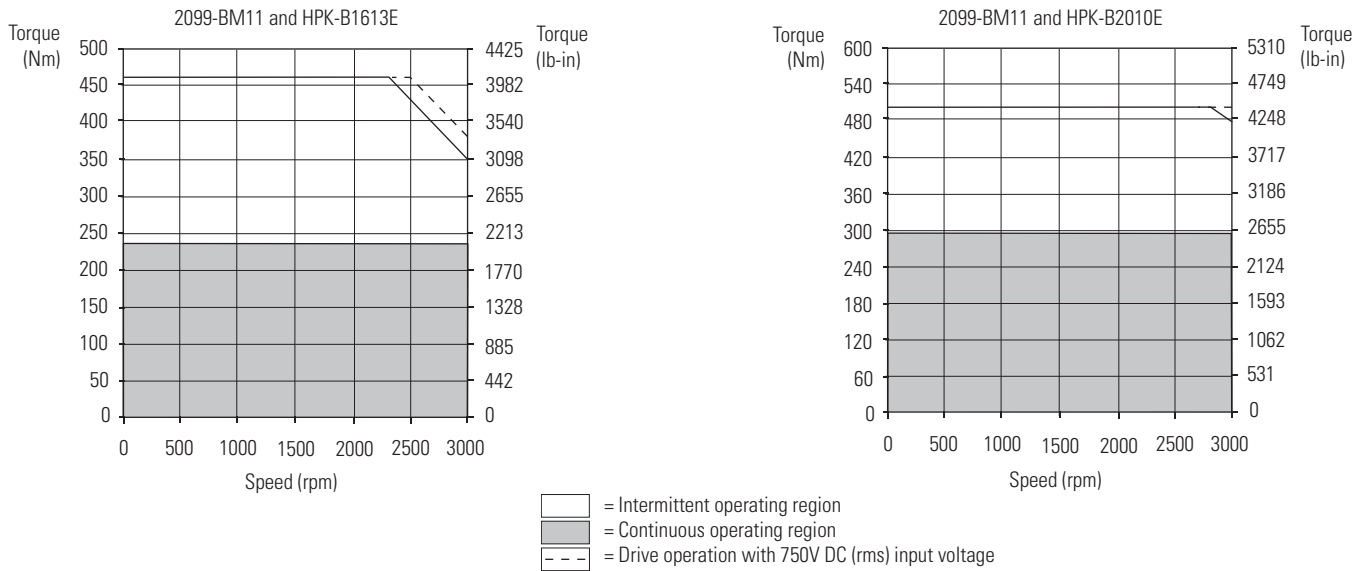 2099-BM11 and HPK-B1613E
Torque
(Nm)
Torque
(lb-in)
500
450
400
350
300
250
200
150
100
50
0
4425
3982
3540
3098
2655
2213
1770
1328
885
442
0
0 500 1000 1500 2000 2500 3000
Speed (rpm)
2099-BM11 and HPK-B2010E
Torque
(Nm)
Torque
(lb-in)
600
540
480
420
360
300
240
180
120
60
0
5310
4749
4248
3717
3186
2655
2124
1593
1062
531
0
0 500 1000 1500 2000 2500 3000
Speed (rpm)
= Intermittent operating region
= Continuous operating region
= Drive operation with 750V DC (rms) input voltage